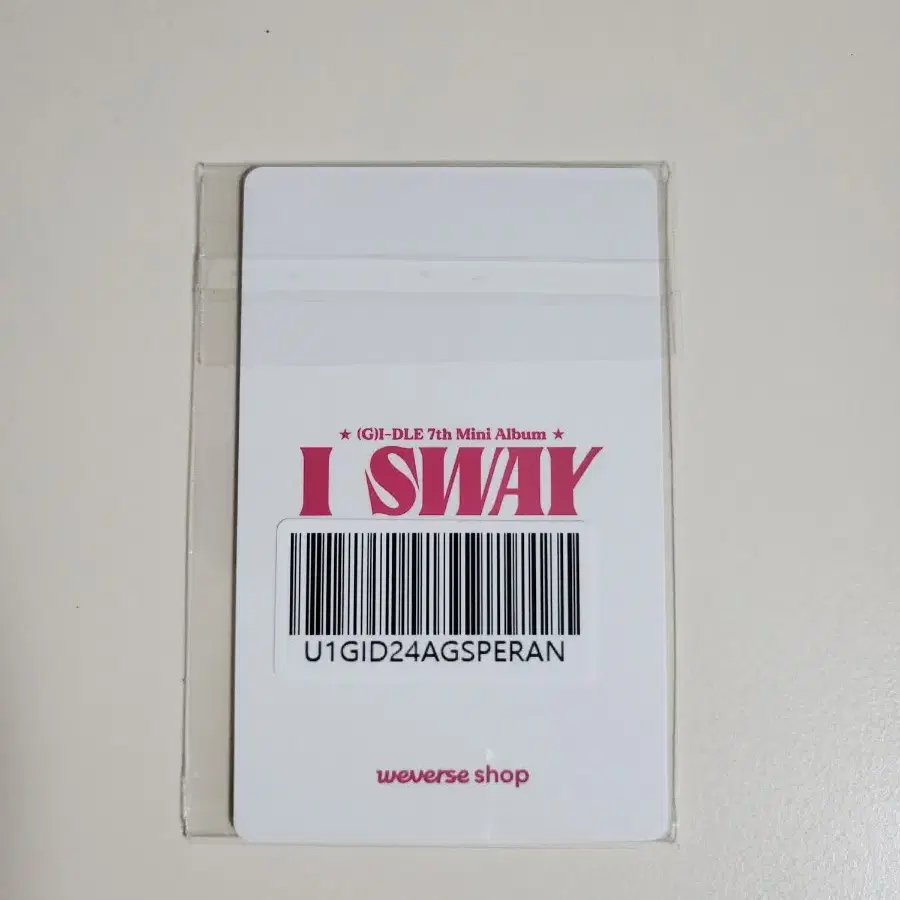 ★ (G)I-DLE 7th Mini Album ★
I SWAY
U1GID24AGSPERAN
weverse shop